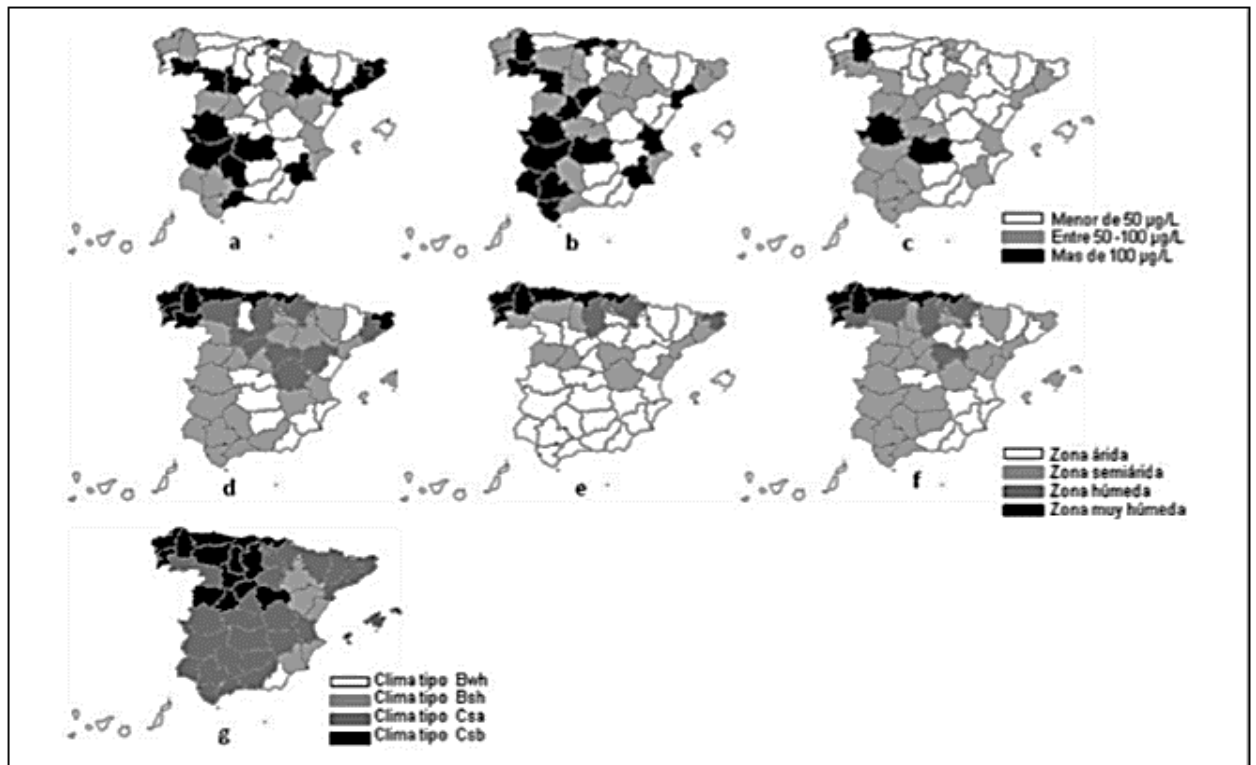 a
b
c
Menor de 50 µg/L
Entre 50 -100 µg/L
Mas de 100 µg/L
d
e
f
Zona árida
Zona semiárida
Zona húmeda
Zona muy húmeda
g
Clima tipo Bwh
Clima tipo Bsh
Clima tipo Csa
Clima tipo Csb